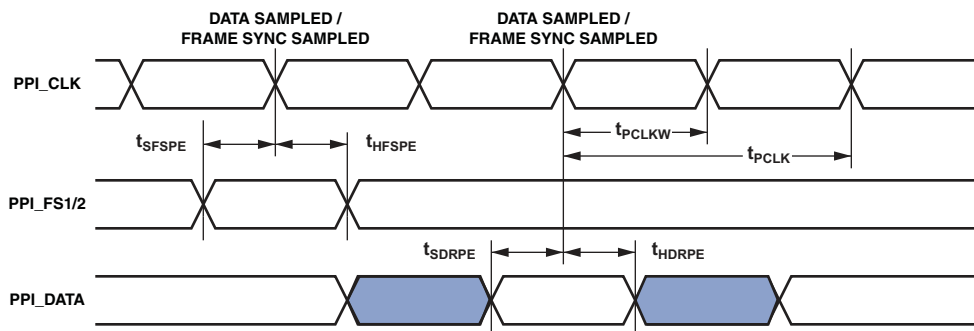 DATA SAMPLED /
FRAME SYNC SAMPLED
DATA SAMPLED /
FRAME SYNC SAMPLED
PPI_CLK
tPCLKW
tSFSPE
tHFSPE
tPCLK
PPI_FS1/2
tSDRPE
tHDRPE
PPI_DATA